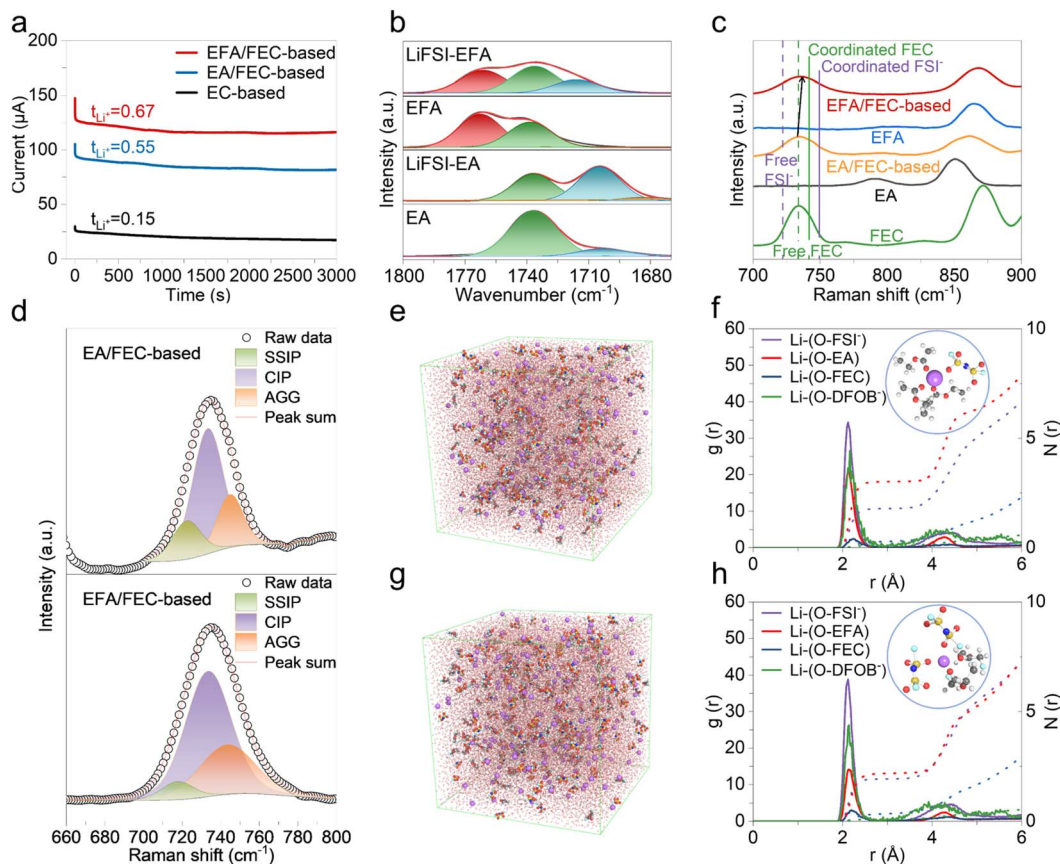 a
200
150
100
50
0
Current (μA)
EFA/FEC-based
EA/FEC-based
EC-based
tLi+=0.67
tLi+=0.55
tLi+=0.15
0 500 1000 1500 2000 2500 3000
Time (s)
b
LiFSI-EFA
EFA
LiFSI-EA
EA
Intensity (a.u.)
1800 1770 1740 1710 1680
Wavenumber (cm-1)
c
Coordinated FEC
Coordinated FSI-
EFA/FEC-based
EFA
Free
FSI-
EA/FEC-based
EA
Free FEC
FEC
Intensity (a.u.)
700 750 800 850 900
Raman shift (cm-1)
d
EA/FEC-based
Raw data
SSIP
CIP
AGG
Peak sum
EFA/FEC-based
Raw data
SSIP
CIP
AGG
Peak sum
Intensity (a.u.)
660 680 700 720 740 760 780 800
Raman shift (cm-1)
e
f
60
50
40
30
20
10
0
g (r)
Li-(O-FSI-)
Li-(O-EA)
Li-(O-FEC)
Li-(O-DFOB-)
10
5
0
N (r)
0 2 4 6
r (Å)
g
h
60
50
40
30
20
10
0
g (r)
Li-(O-FSI-)
Li-(O-EFA)
Li-(O-FEC)
Li-(O-DFOB-)
10
5
0
N (r)
0 2 4 6
r (Å)